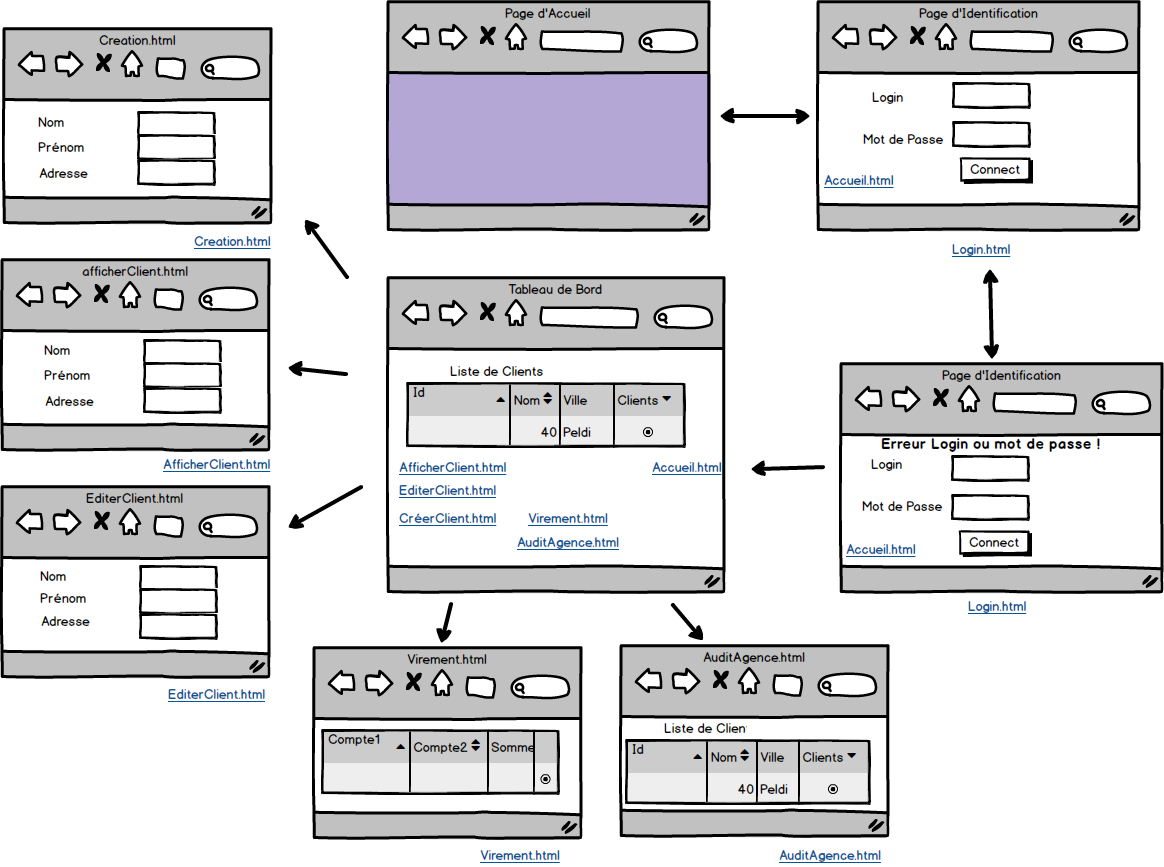 Creation.html
Nom
Prénom
Adresse
Creation.html
Page d'Accueil
Page d'Identification
Login
Mot de Passe
Connect
Accueil.html
Login.html
afficherClient.html
Nom
Prénom
Adresse
AfficherClient.html
Tableau de Bord
Liste de Clients
Id Nom Ville Clients
40 Peldi
AfficherClient.html Accueil.html
EditerClient.html
CréerClient.html Virement.html
AuditAgence.html
Page d'Identification
Erreur Login ou mot de passe !
Login
Mot de Passe
Connect
Accueil.html
Login.html
EditerClient.html
Nom
Prénom
Adresse
EditerClient.html
Virement.html
Compte1 Compte2 Somme
Virement.html
AuditAgence.html
Liste de Clien
Id Nom Ville Clients
40 Peldi
AuditAgence.html